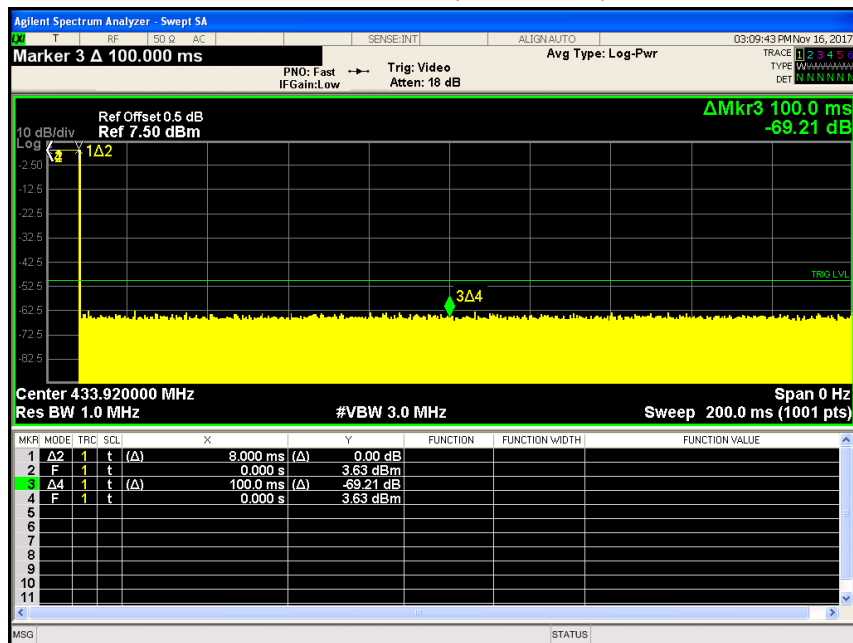 Agilent Spectrum Analyzer - Swept SA
LXI T RF 50 Ω AC SENSE:INT ALIGN AUTO 03:09:43 PM Nov 16, 2017
Marker 3 Δ 100.000 ms
PNO: Fast
IFGain:Low
Trig: Video
Atten: 18 dB
Avg Type: Log-Pwr
TRACE 1 2 3 4 5 6
TYPE W
DET N N N N N N
10 dB/div
Log
Ref Offset 0.5 dB
Ref 7.50 dBm
ΔMkr3 100.0 ms
-69.21 dB
1Δ2
-2.50
-12.5
-22.5
-32.5
-42.5
TRIG LVL
-52.5
3Δ4
-62.5
-72.5
-82.5
Center 433.920000 MHz Span 0 Hz
Res BW 1.0 MHz #VBW 3.0 MHz Sweep 200.0 ms (1001 pts)
MKR MODE TRC SCL X Y FUNCTION FUNCTION WIDTH FUNCTION VALUE
1 Δ2 1 t (Δ) 8.000 ms (Δ) 0.00 dB
2 F 1 t 0.000 s 3.63 dBm
3 Δ4 1 t (Δ) 100.0 ms (Δ) -69.21 dB
4 F 1 t 0.000 s 3.63 dBm
5
6
7
8
9
10
11
MSG STATUS